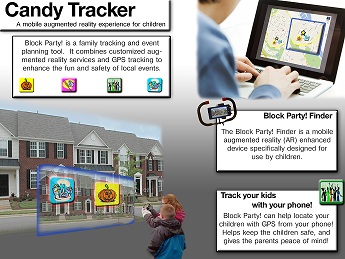 Candy Tracker
A mobile augmented reality experience for children
Block Party! is a family tracking and event
planning tool. It combines customized aug-
mented reality services and GPS tracking to
enhance the fun and safety of local events.
Block Party! Finder
The Block Party! Finder is a mobile
augmented reality (AR) enhanced
device specifically designed for
use by children.
Track your kids
with your phone!
Block Party! can help locate your
children with GPS from your phone!
Helps keep the children safe, and
gives the parents peace of mind!